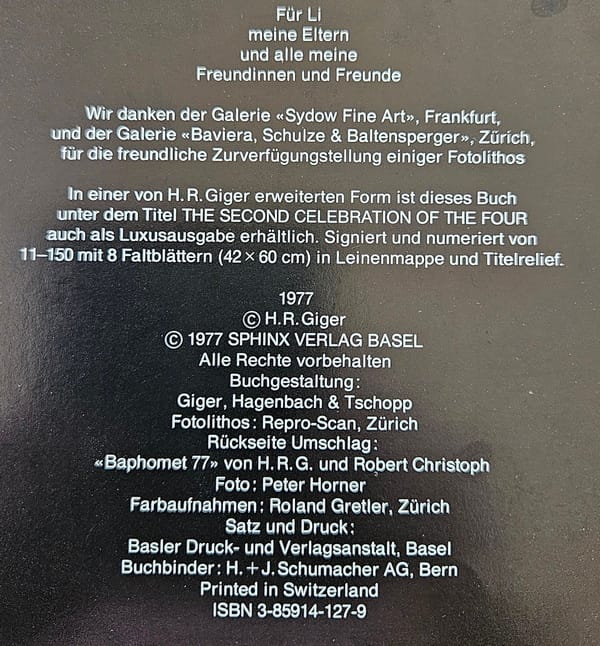 Für Li
meine Eltern
und alle meine
Freundinnen und Freunde
Wir danken der Galerie «Sydow Fine Art», Frankfurt,
und der Galerie «Baviera, Schulze & Baltensperger», Zürich,
für die freundliche Zurverfügungstellung einiger Fotolithos
In einer von H. R. Giger erweiterten Form ist dieses Buch
unter dem Titel THE SECOND CELEBRATION OF THE FOUR
auch als Luxusausgabe erhältlich. Signiert und numeriert von
11–150 mit 8 Faltblättern (42 × 60 cm) in Leinenmappe und Titelrelief.
1977
© H. R. Giger
© 1977 SPHINX VERLAG BASEL
Alle Rechte vorbehalten
Buchgestaltung:
Giger, Hagenbach & Tschopp
Fotolithos: Repro-Scan, Zürich
Rückseite Umschlag:
«Baphomet 77» von H. R. G. und Robert Christoph
Foto: Peter Horner
Farbaufnahmen: Roland Gretler, Zürich
Satz und Druck:
Basler Druck- und Verlagsanstalt, Basel
Buchbinder: H. + J. Schumacher AG, Bern
Printed in Switzerland
ISBN 3-85914-127-9